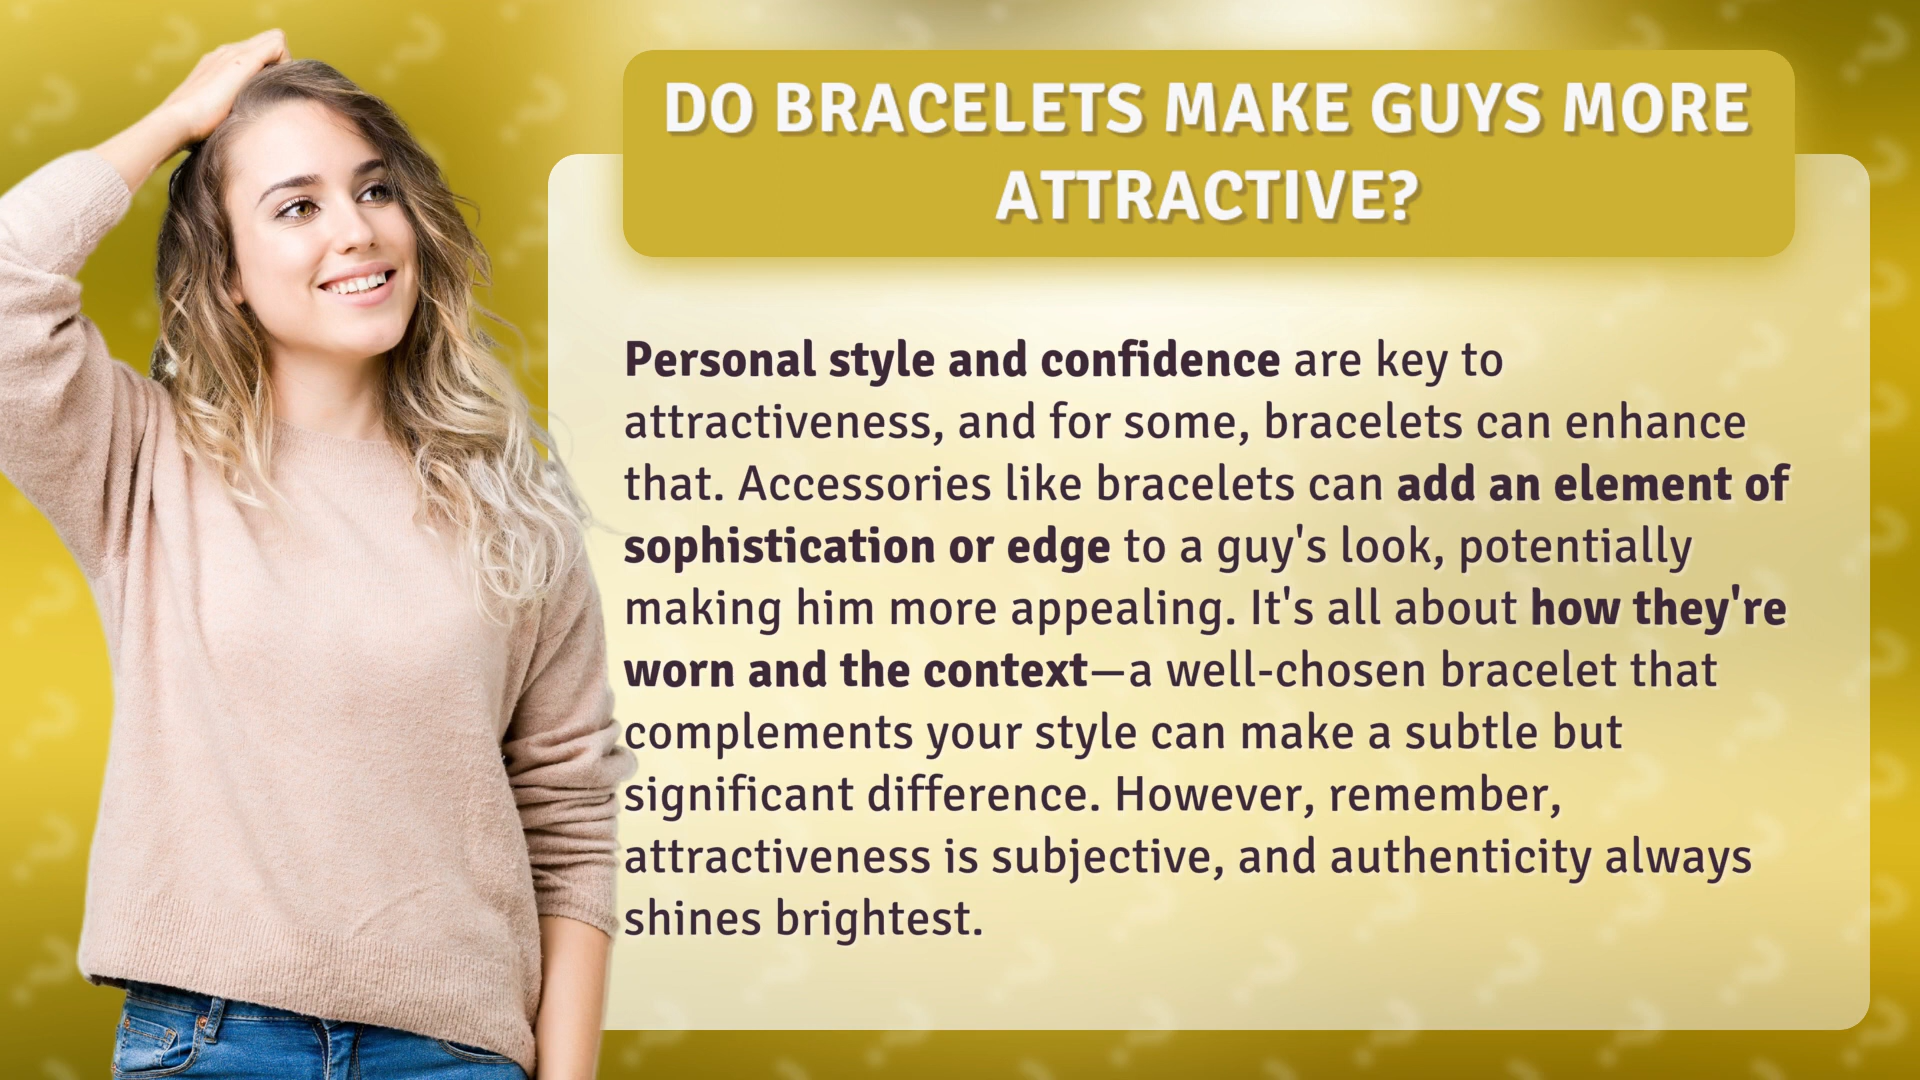 DO BRACELETS MAKE GUYS MORE
ATTRACTIVE?
Personal style and confidence are key to
attractiveness, and for some, bracelets can enhance
that. Accessories like bracelets can add an element of
sophistication or edge to a guy's look, potentially
making him more appealing. It's all about how they're
worn and the context—a well-chosen bracelet that
complements your style can make a subtle but
significant difference. However, remember,
attractiveness is subjective, and authenticity always
shines brightest.